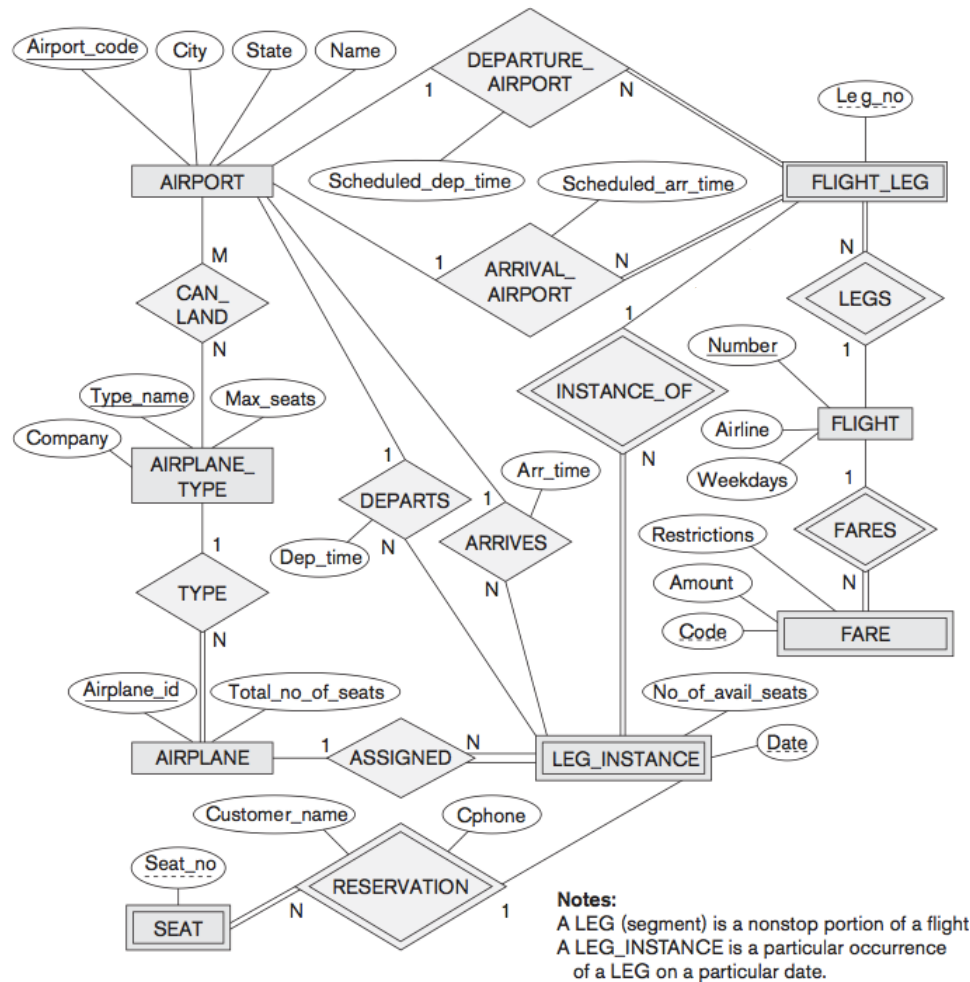 Airport_code
City
State
Name
DEPARTURE_
AIRPORT
1
N
Leg_no
AIRPORT
Scheduled_dep_time
Scheduled_arr_time
FLIGHT_LEG
M
CAN_
LAND
N
1
ARRIVAL_
AIRPORT
N
N
LEGS
1
1
INSTANCE_OF
N
Number
Type_name
Max_seats
Company
AIRPLANE_
TYPE
FLIGHT
Airline
Weekdays
1
DEPARTS
N
Dep_time
1
Arr_time
ARRIVES
N
1
FARES
N
Restrictions
Amount
Code
FARE
1
TYPE
N
Airplane_id
Total_no_of_seats
No_of_avail_seats
Date
AIRPLANE
1
ASSIGNED
N
LEG_INSTANCE
Customer_name
Cphone
Seat_no
SEAT
N
RESERVATION
1
Notes:
A LEG (segment) is a nonstop portion of a flight
A LEG_INSTANCE is a particular occurrence
of a LEG on a particular date.